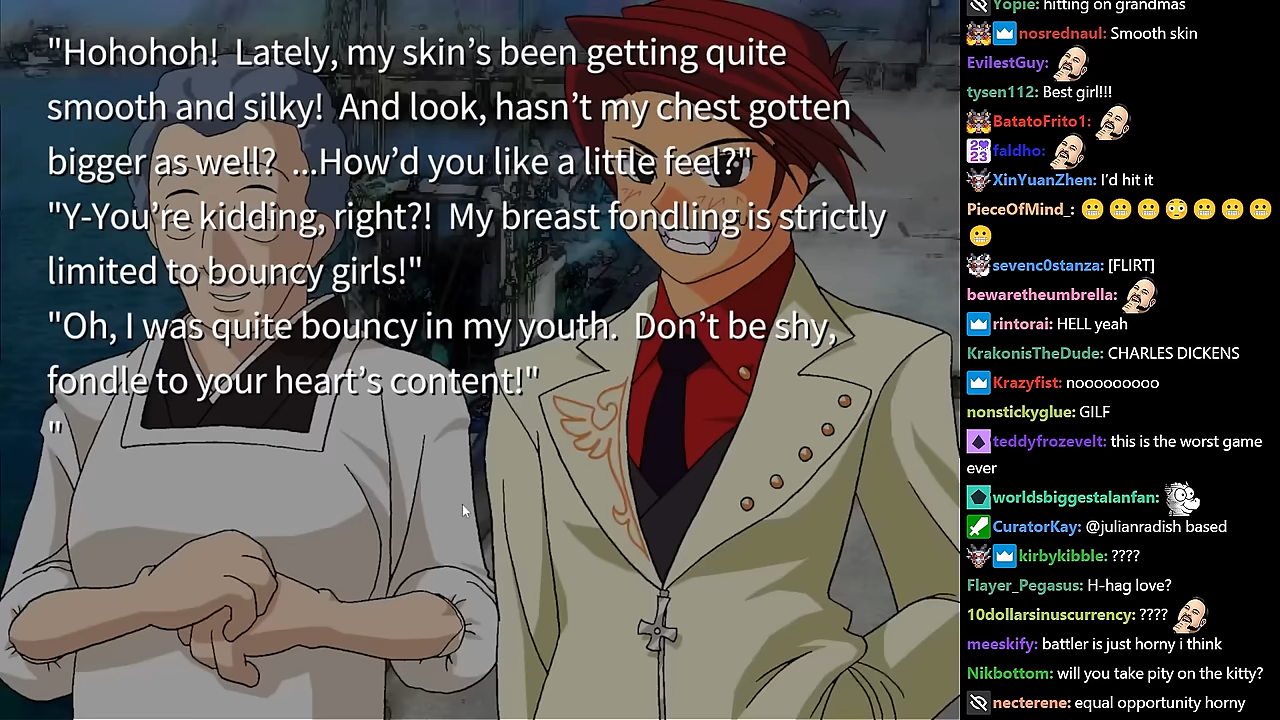 "Hohohoh!  Lately, my skin's been getting quite
smooth and silky!  And look, hasn't my chest gotten
bigger as well?  ...How'd you like a little feel?"
"Y-You're kidding, right?!  My breast fondling is strictly
limited to bouncy girls!"
"Oh, I was quite bouncy in my youth.  Don't be shy,
fondle to your heart's content!"
"
Yopie: hitting on grandmas
nosrednaul: Smooth skin
EvilestGuy:
tysen112: Best girl!!!
BatatoFrito1:
faldho:
XinYuanZhen: I'd hit it
PieceOfMind_: 😬 😬 😬 😳 😬 😬 😬
😬
sevenc0stanza: [FLIRT]
bewaretheumbrella:
rintorai: HELL yeah
KrakonisTheDude: CHARLES DICKENS
Krazyfist: nooooooooo
nonstickyglue: GILF
teddyfrozevelt: this is the worst game
ever
worldsbiggestalanfan:
CuratorKay: @julianradish based
kirbykibble: ????
Flayer_Pegasus: H-hag love?
10dollarsinuscurrency: ????
meeskify: battler is just horny i think
Nikbottom: will you take pity on the kitty?
necterene: equal opportunity horny